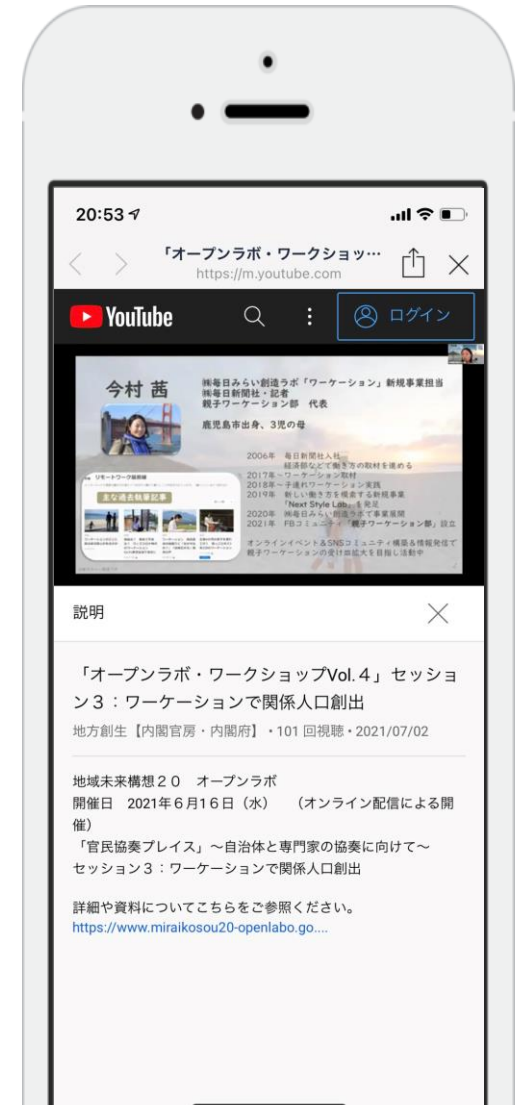 20:53
「オープンラボ・ワークショッ…
https://m.youtube.com
YouTube
ログイン
今村 茜
㈱毎日みらい創造ラボ「ワーケーション」新規事業担当
㈱毎日新聞社・記者
親子ワーケーション部 代表
鹿児島市出身、3児の母
2006年 毎日新聞社入社
経済部などで働き方の取材を進める
2017年~ワーケーション取材
2018年~子連れワーケーション実践
2019年 新しい働き方を模索する新規事業
「Next Style Lab」を発足
2020年 ㈱毎日みらい創造ラボで事業展開
2021年 FBコミュニティ「親子ワーケーション部」設立
オンラインイベント&SNSコミュニティ構築&情報発信で
親子ワーケーションの受け皿拡大を目指し活動中
リモートワーク最前線
主な過去執筆記事
説明
「オープンラボ・ワークショップVol.４」セッショ
ン３：ワーケーションで関係人口創出
地方創生【内閣官房・内閣府】・101 回視聴・2021/07/02
地域未来構想２０ オープンラボ
開催日 2021年６月16日（水） （オンライン配信による開
催）
「官民協奏プレイス」～自治体と専門家の協奏に向けて～
セッション３：ワーケーションで関係人口創出
詳細や資料についてこちらをご参照ください。
https://www.miraikosou20-openlabo.go....